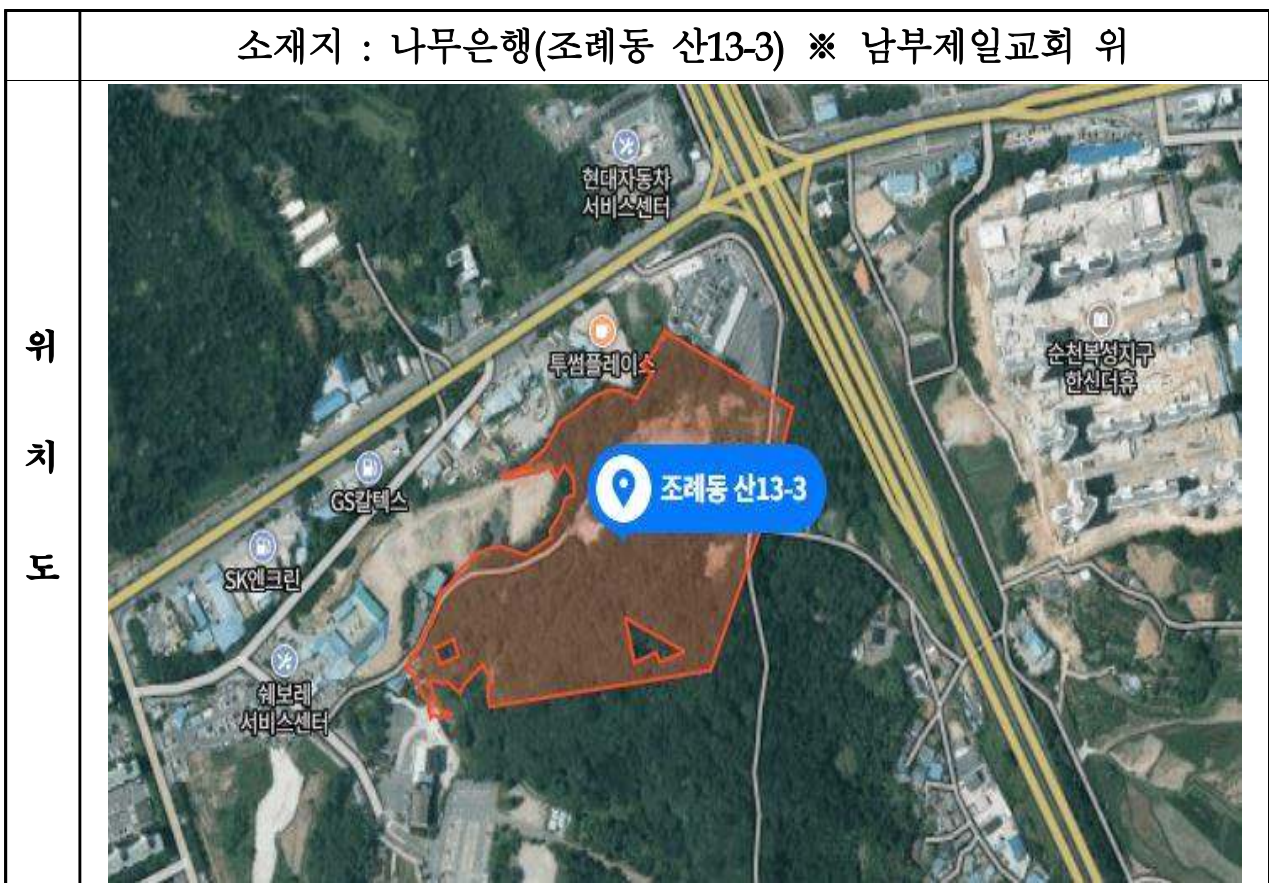 소재지 : 나무은행(조례동 산13-3) ※ 남부제일교회 위
위
치
도
현대자동차
서비스센터
투썸플레이스
순천복성지구
한신더휴
조례동 산13-3
GS칼텍스
SK엔크린
쉐보레
서비스센터